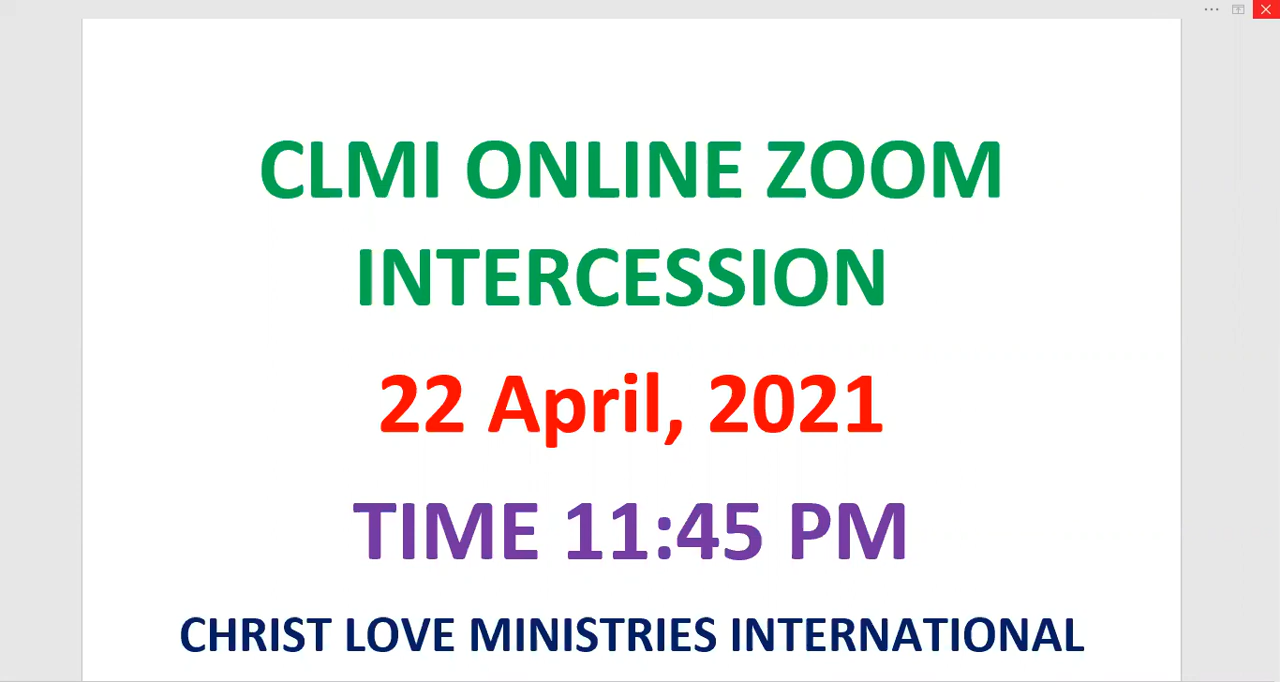 CLMI ONLINE ZOOM
INTERCESSION
22 April, 2021
TIME 11:45 PM
CHRIST LOVE MINISTRIES INTERNATIONAL